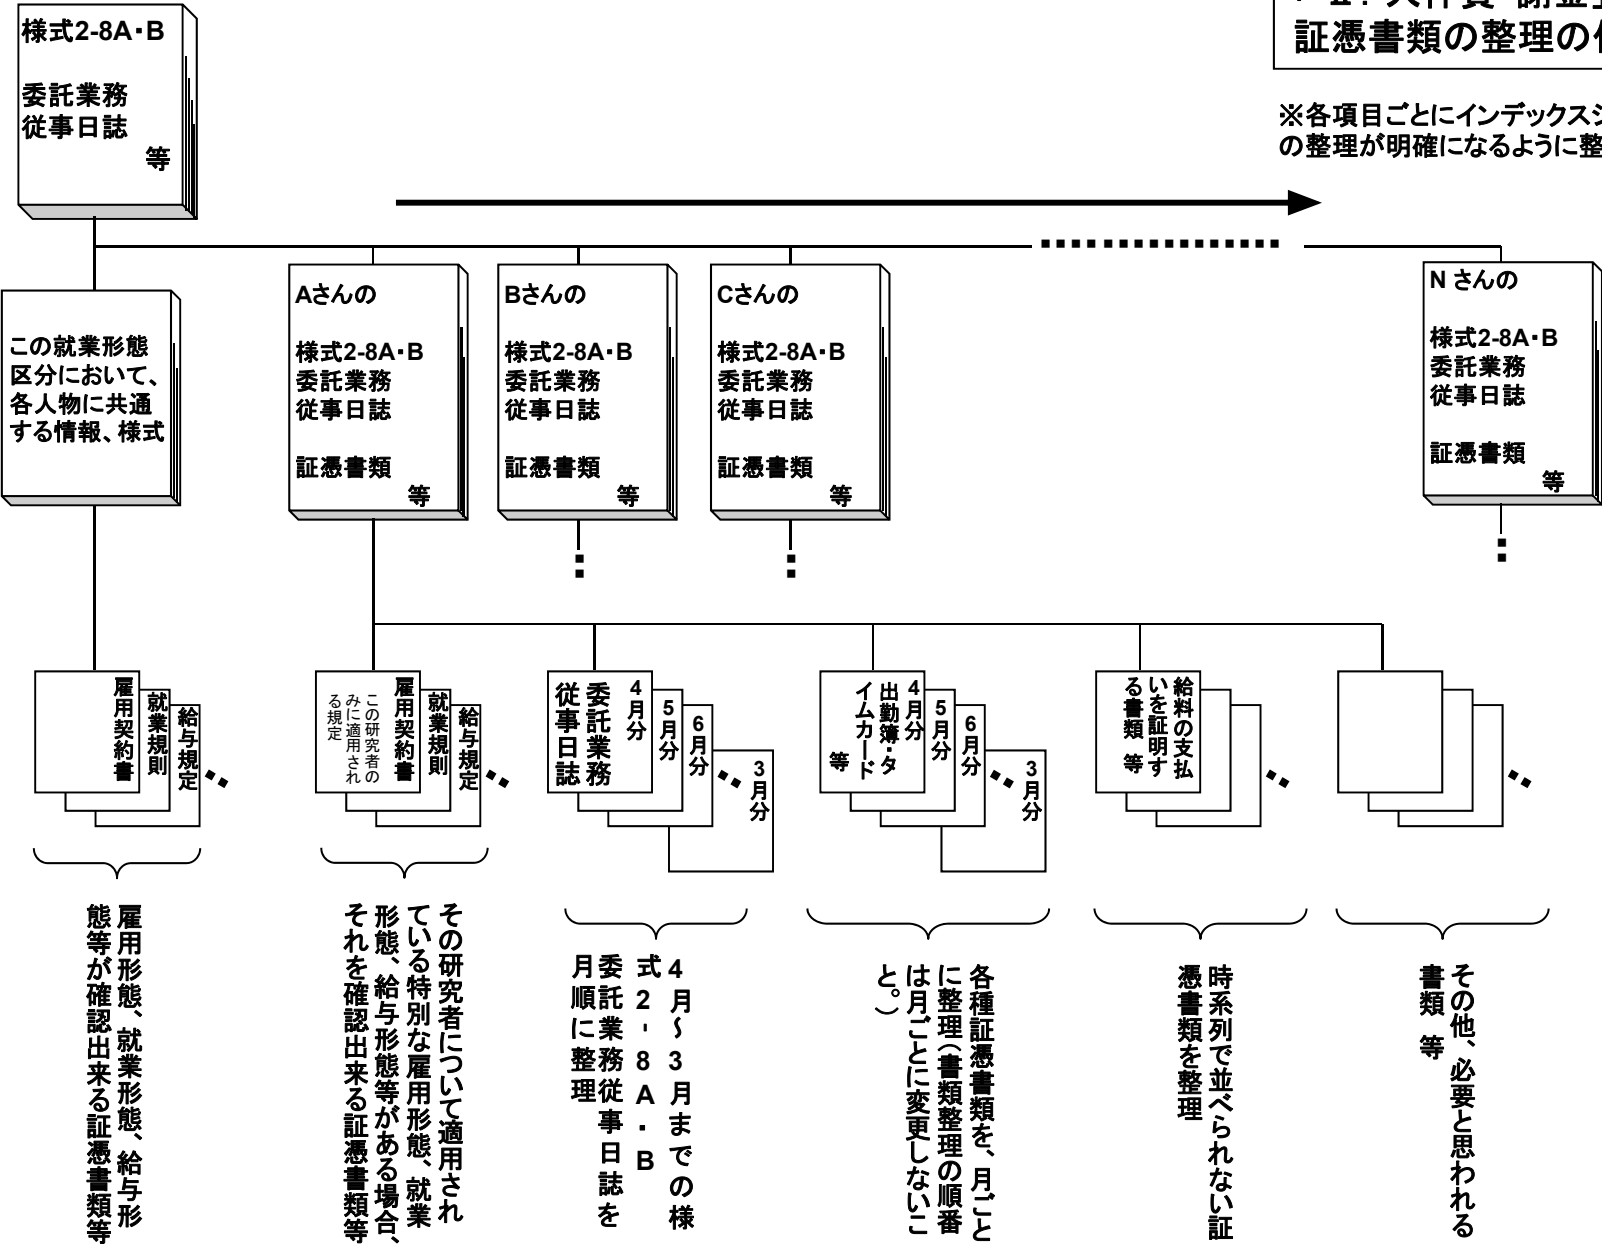 様式2-8A・B
委託業務
従事日誌
等
証憑書類の整理の
※各項目ごとにインデックス
の整理が明確になるように整
この就業形態
区分において、
各人物に共通
する情報、様式
Aさんの
様式2-8A・B
委託業務
従事日誌
証憑書類
等
Bさんの
様式2-8A・B
委託業務
従事日誌
証憑書類
等
Cさんの
様式2-8A・B
委託業務
従事日誌
証憑書類
等
N さんの
様式2-8A・B
委託業務
従事日誌
証憑書類
等
雇用契約書
就業規則
給与規定
雇用契約書
この研究者の
みに適用され
る規定
就業規則
給与規定
4月分
委託業務
従事日誌
5月分
6月分
3月分
4月分
出勤簿・タ
イムカード
等
5月分
6月分
3月分
給料の支払
いを証明す
る書類 等
雇用形態、就業形態、給与形
態等が確認出来る証憑書類等
その研究者について適用され
ている特別な雇用形態、就業
形態、給与形態等がある場合、
それを確認出来る証憑書類等
4月~3月までの様
式2-8A・B
委託業務従事日誌を
月順に整理
各種証憑書類を、月ごと
に整理(書類整理の順番
は月ごとに変更しないこ
と。)
時系列で並べられない証
憑書類を整理
その他、必要と思われる
書類 等